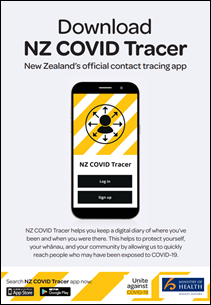 Download
NZ COVID Tracer
New Zealand's official contact tracing app
NZ COVID Tracer
Log in
Sign up
NZ COVID Tracer helps you keep a digital diary of where you've
been and when you were there. This helps to protect yourself,
your whānau, and your community by allowing us to quickly
reach people who may have been exposed to COVID-19.
Search NZ COVID Tracer app now:
App Store
Google Play
Unite
against
COVID-19
MINISTRY OF
HEALTH